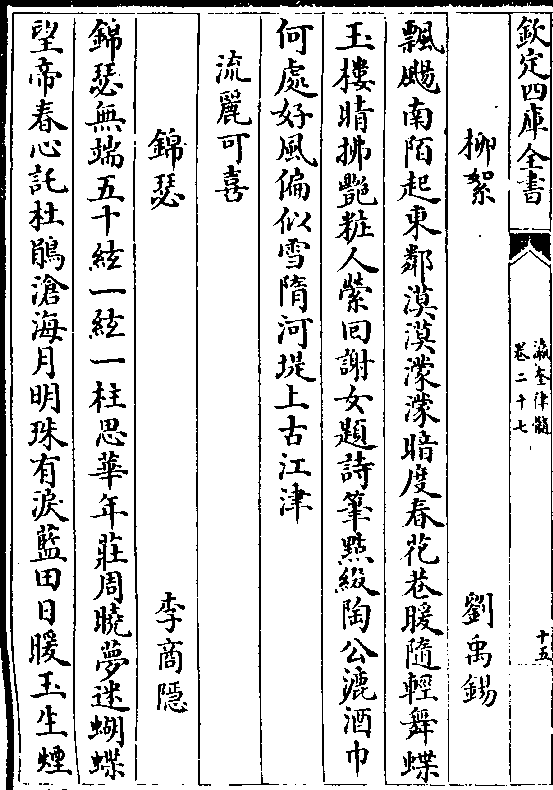 欽定四庫全書
瀛奎律髓
卷二十七
十五
柳絮
劉禹錫
飄颺南陌起東鄰漠漠濛濛暗度春花巷暖隨輕舞蝶
玉樓晴拂艷粧人縈回謝女題詩筆點綴陶公漉酒巾
何處好風偏似雪隋河堤上古江津
流麗可喜
錦瑟
李商隱
錦瑟無端五十絃一絃一柱思華年莊周曉夢迷蝴蝶
望帝春心託杜鵑滄海月明珠有淚藍田日暖玉生煙